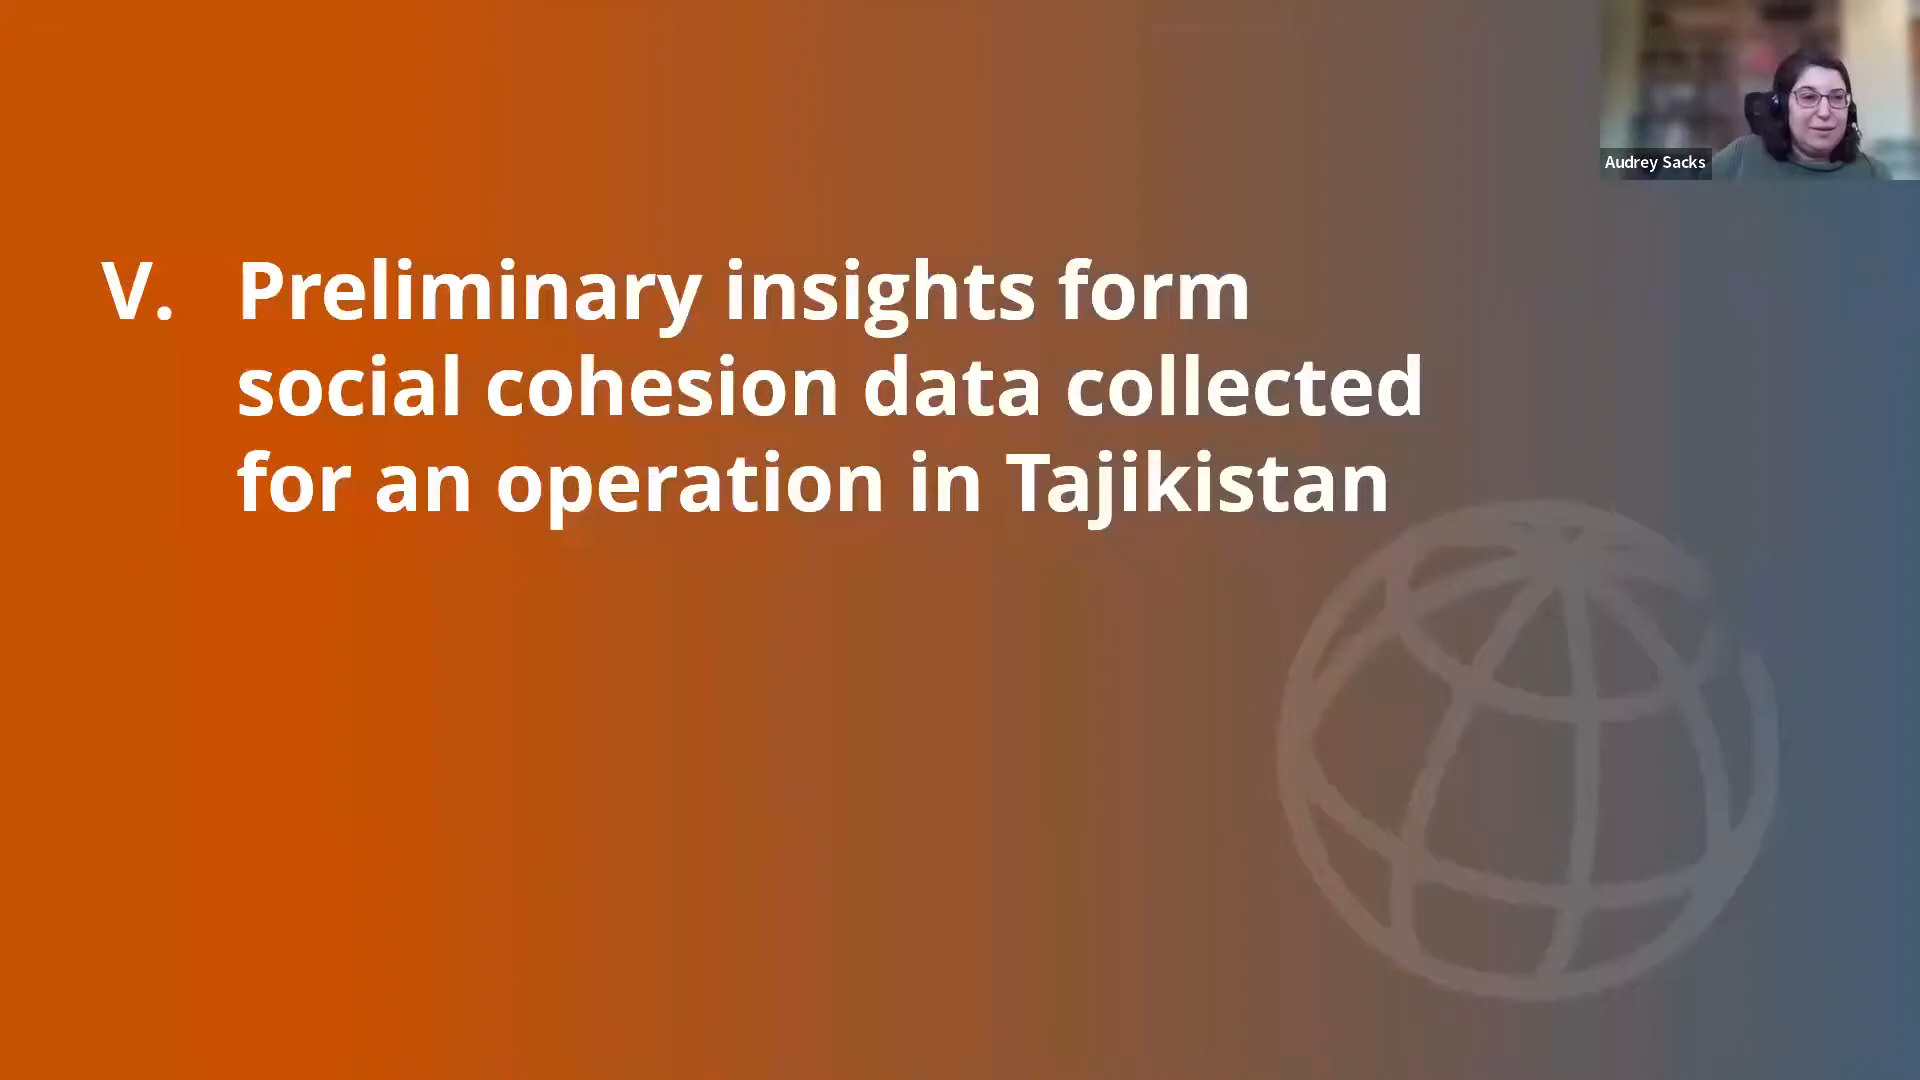 Audrey Sacks
V. Preliminary insights form
social cohesion data collected
for an operation in Tajikistan